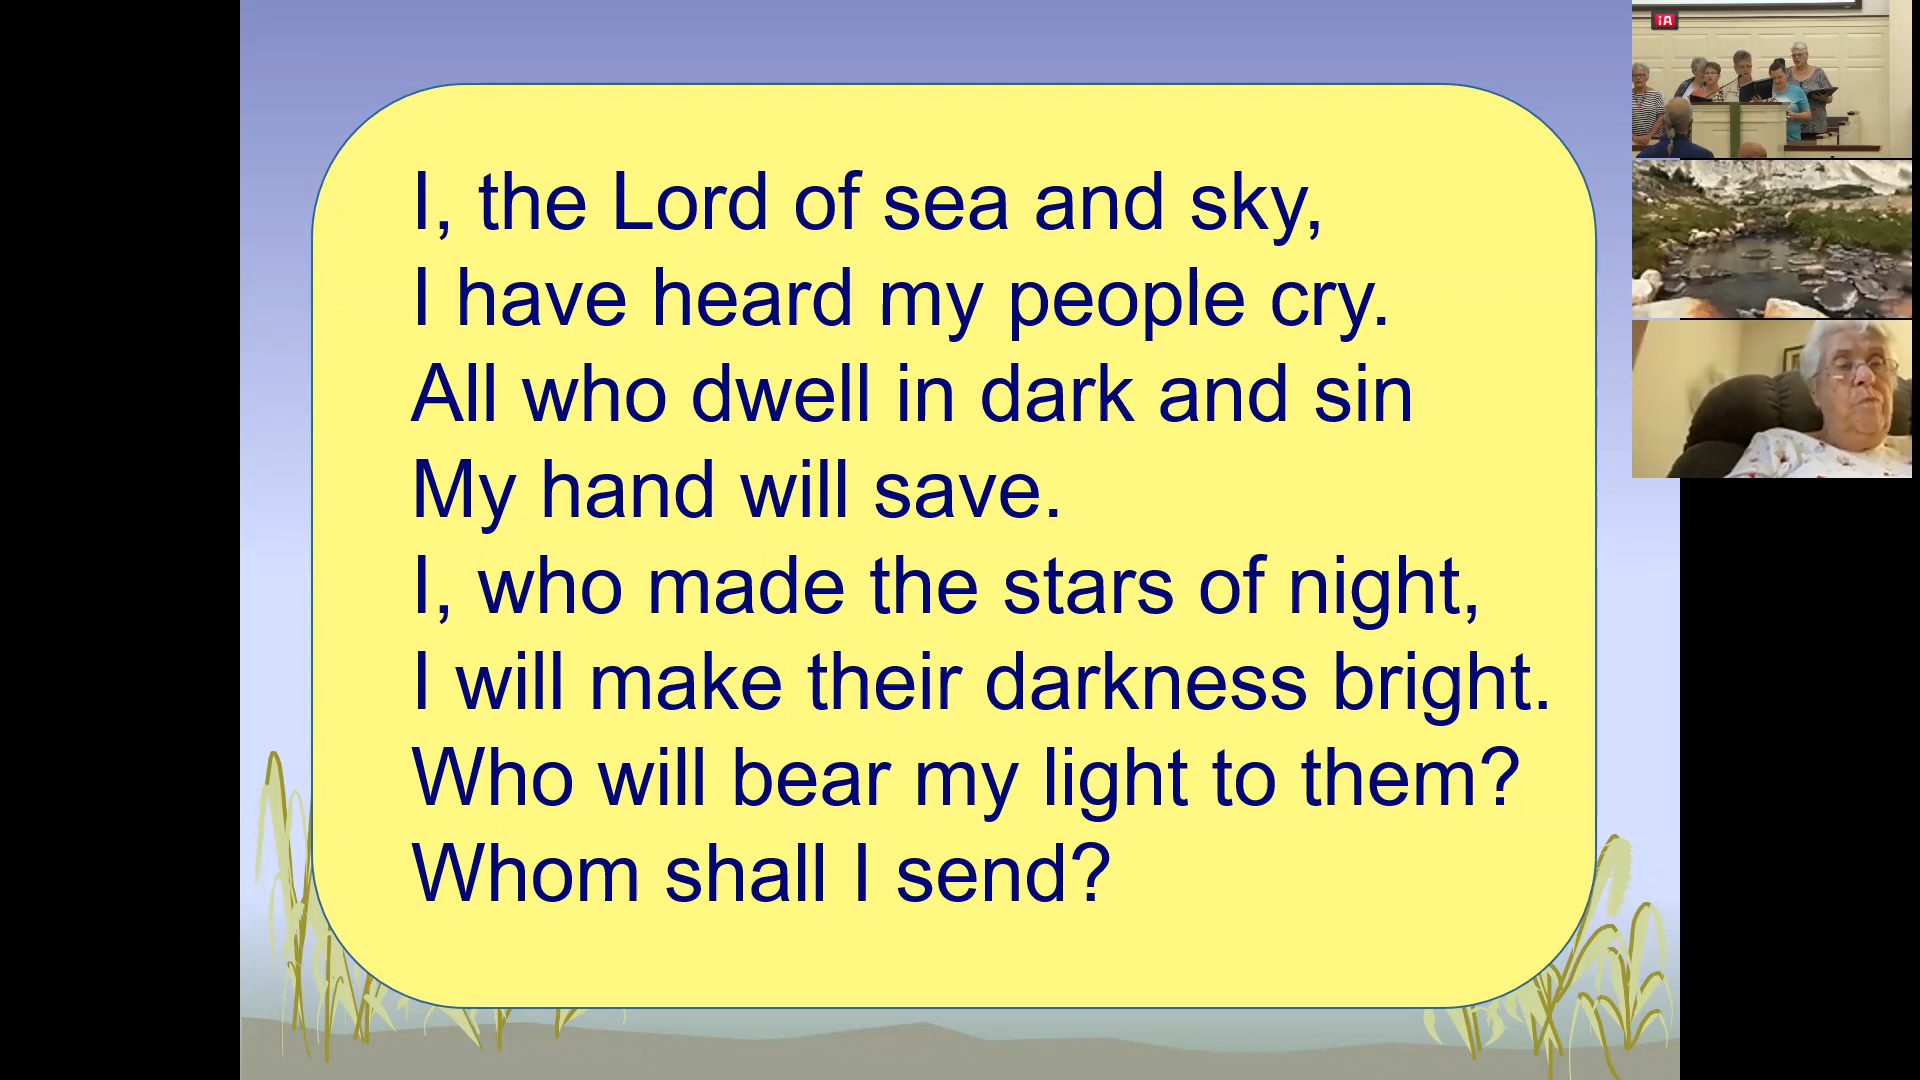 I, the Lord of sea and sky,
I have heard my people cry.
All who dwell in dark and sin
My hand will save.
I, who made the stars of night,
I will make their darkness bright.
Who will bear my light to them?
Whom shall I send?
iA